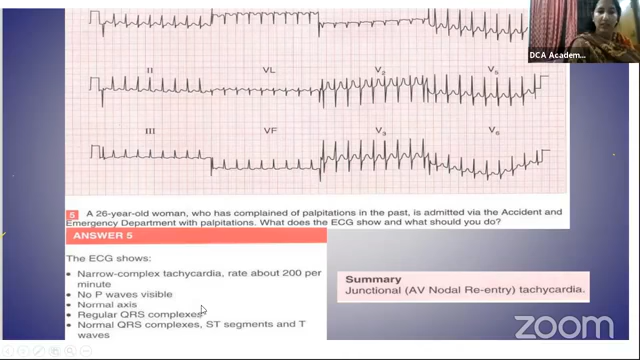 DCA Academ...
II
VL
V2
V5
III
VF
V3
V6
5 A 26-year-old woman, who has complained of palpitations in the past, is admitted via the Accident and
Emergency Department with palpitations. What does the ECG show and what should you do?
ANSWER 5
The ECG shows:
• Narrow-complex tachycardia, rate about 200 per
minute
• No P waves visible
• Normal axis
• Regular QRS complexes
• Normal QRS complexes, ST segments and T
waves
Summary
Junctional (AV Nodal Re-entry) tachycardia.
zoom